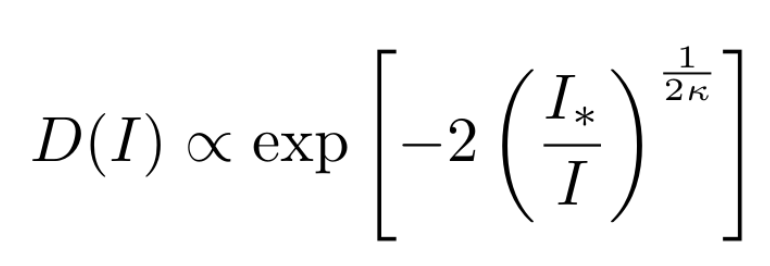 D(I) ∝ exp [ −2 ( I_* / I )^{1/(2κ)} ]